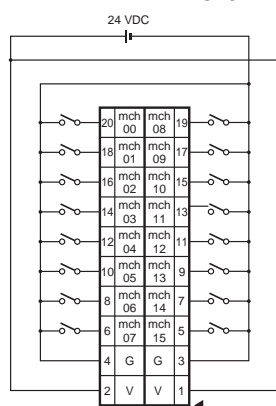 24 VDC
20 mch 00 mch 08 19
18 mch 01 mch 09 17
16 mch 02 mch 10 15
14 mch 03 mch 11 13
12 mch 04 mch 12 11
10 mch 05 mch 13 9
8 mch 06 mch 14 7
6 mch 07 mch 15 5
4 G G 3
2 V V 1